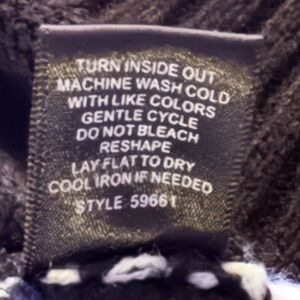 TURN INSIDE OUT
MACHINE WASH COLD
WITH LIKE COLORS
GENTLE CYCLE
DO NOT BLEACH
RESHAPE
LAY FLAT TO DRY
COOL IRON IF NEEDED
STYLE 59661